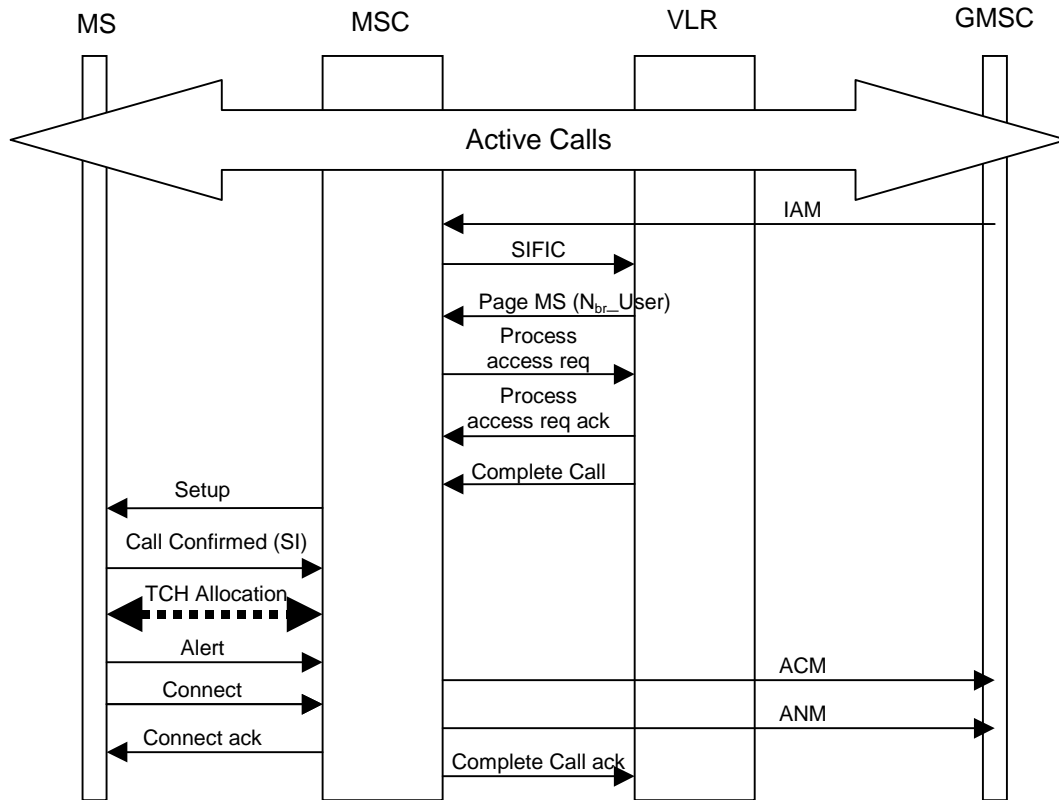 MS
MSC
VLR
GMSC
Active Calls
IAM
SIFIC
Page MS (Nbr_User)
Process
access req
Process
access req ack
Complete Call
Setup
Call Confirmed (SI)
TCH Allocation
Alert
ACM
Connect
ANM
Connect ack
Complete Call ack